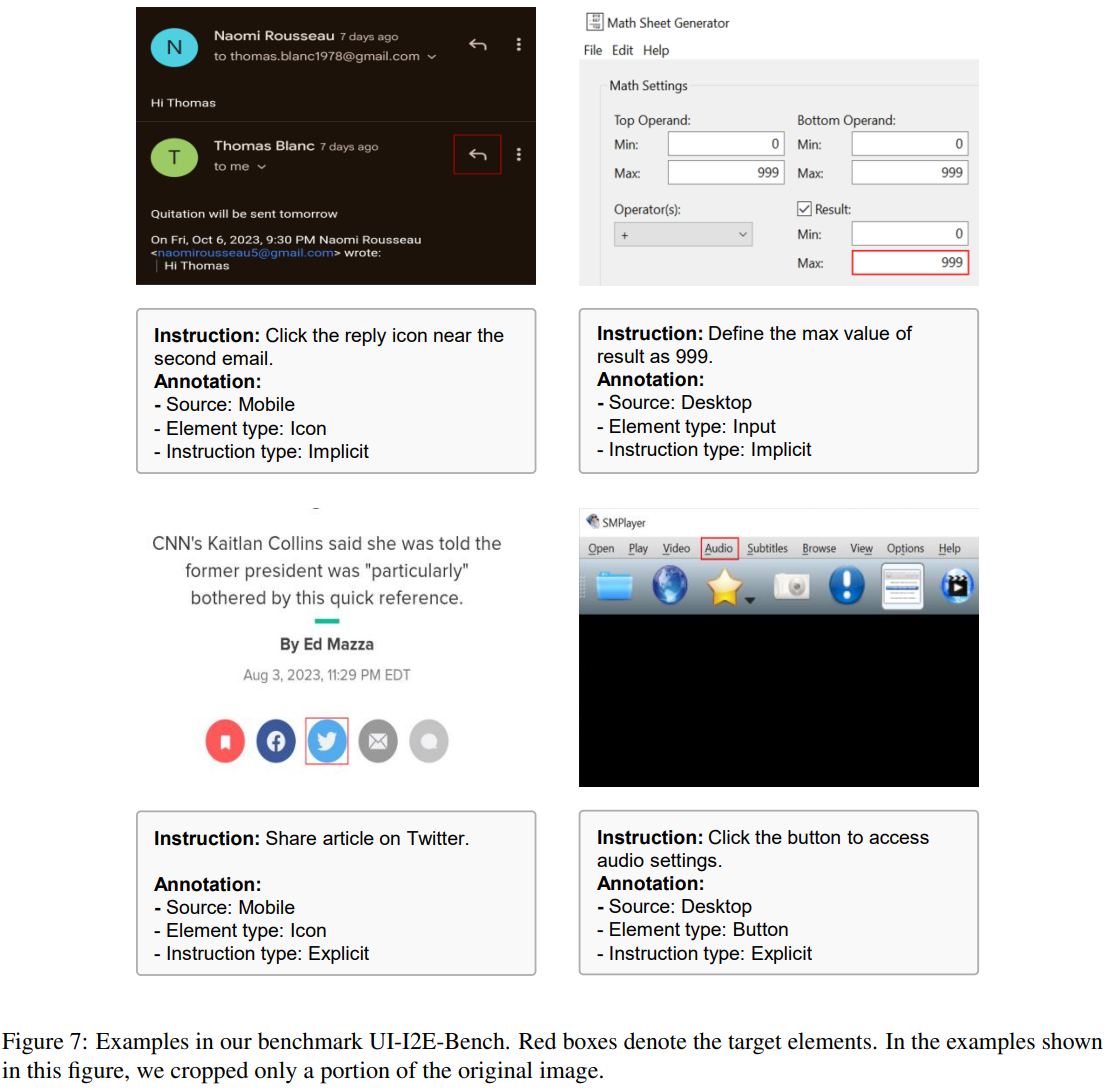 N
Naomi Rousseau 7 days ago
to thomas.blanc1978@gmail.com
Hi Thomas
T
Thomas Blanc 7 days ago
to me
Quitation will be sent tomorrow
On Fri, Oct 6, 2023, 9:30 PM Naomi Rousseau
<naomirousseau5@gmail.com> wrote:
Hi Thomas
Instruction: Click the reply icon near the
second email.
Annotation:
- Source: Mobile
- Element type: Icon
- Instruction type: Implicit
Math Sheet Generator
File Edit Help
Math Settings
Top Operand: Bottom Operand:
Min: 0 Min: 0
Max: 999 Max: 999
Operator(s): Result:
+ Min: 0
Max: 999
Instruction: Define the max value of
result as 999.
Annotation:
- Source: Desktop
- Element type: Input
- Instruction type: Implicit
CNN's Kaitlan Collins said she was told the
former president was "particularly"
bothered by this quick reference.
By Ed Mazza
Aug 3, 2023, 11:29 PM EDT
Instruction: Share article on Twitter.
Annotation:
- Source: Mobile
- Element type: Icon
- Instruction type: Explicit
SMPlayer
Open Play Video Audio Subtitles Browse View Options Help
Instruction: Click the button to access
audio settings.
Annotation:
- Source: Desktop
- Element type: Button
- Instruction type: Explicit
Figure 7: Examples in our benchmark UI-I2E-Bench. Red boxes denote the target elements. In the examples shown
in this figure, we cropped only a portion of the original image.